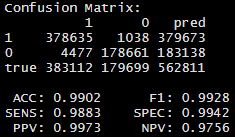 Confusion Matrix:
1 0 pred
1 378635 1038 379673
0 4477 178661 183138
true 383112 179699 562811
ACC: 0.9902 F1: 0.9928
SENS: 0.9883 SPEC: 0.9942
PPV: 0.9973 NPV: 0.9756